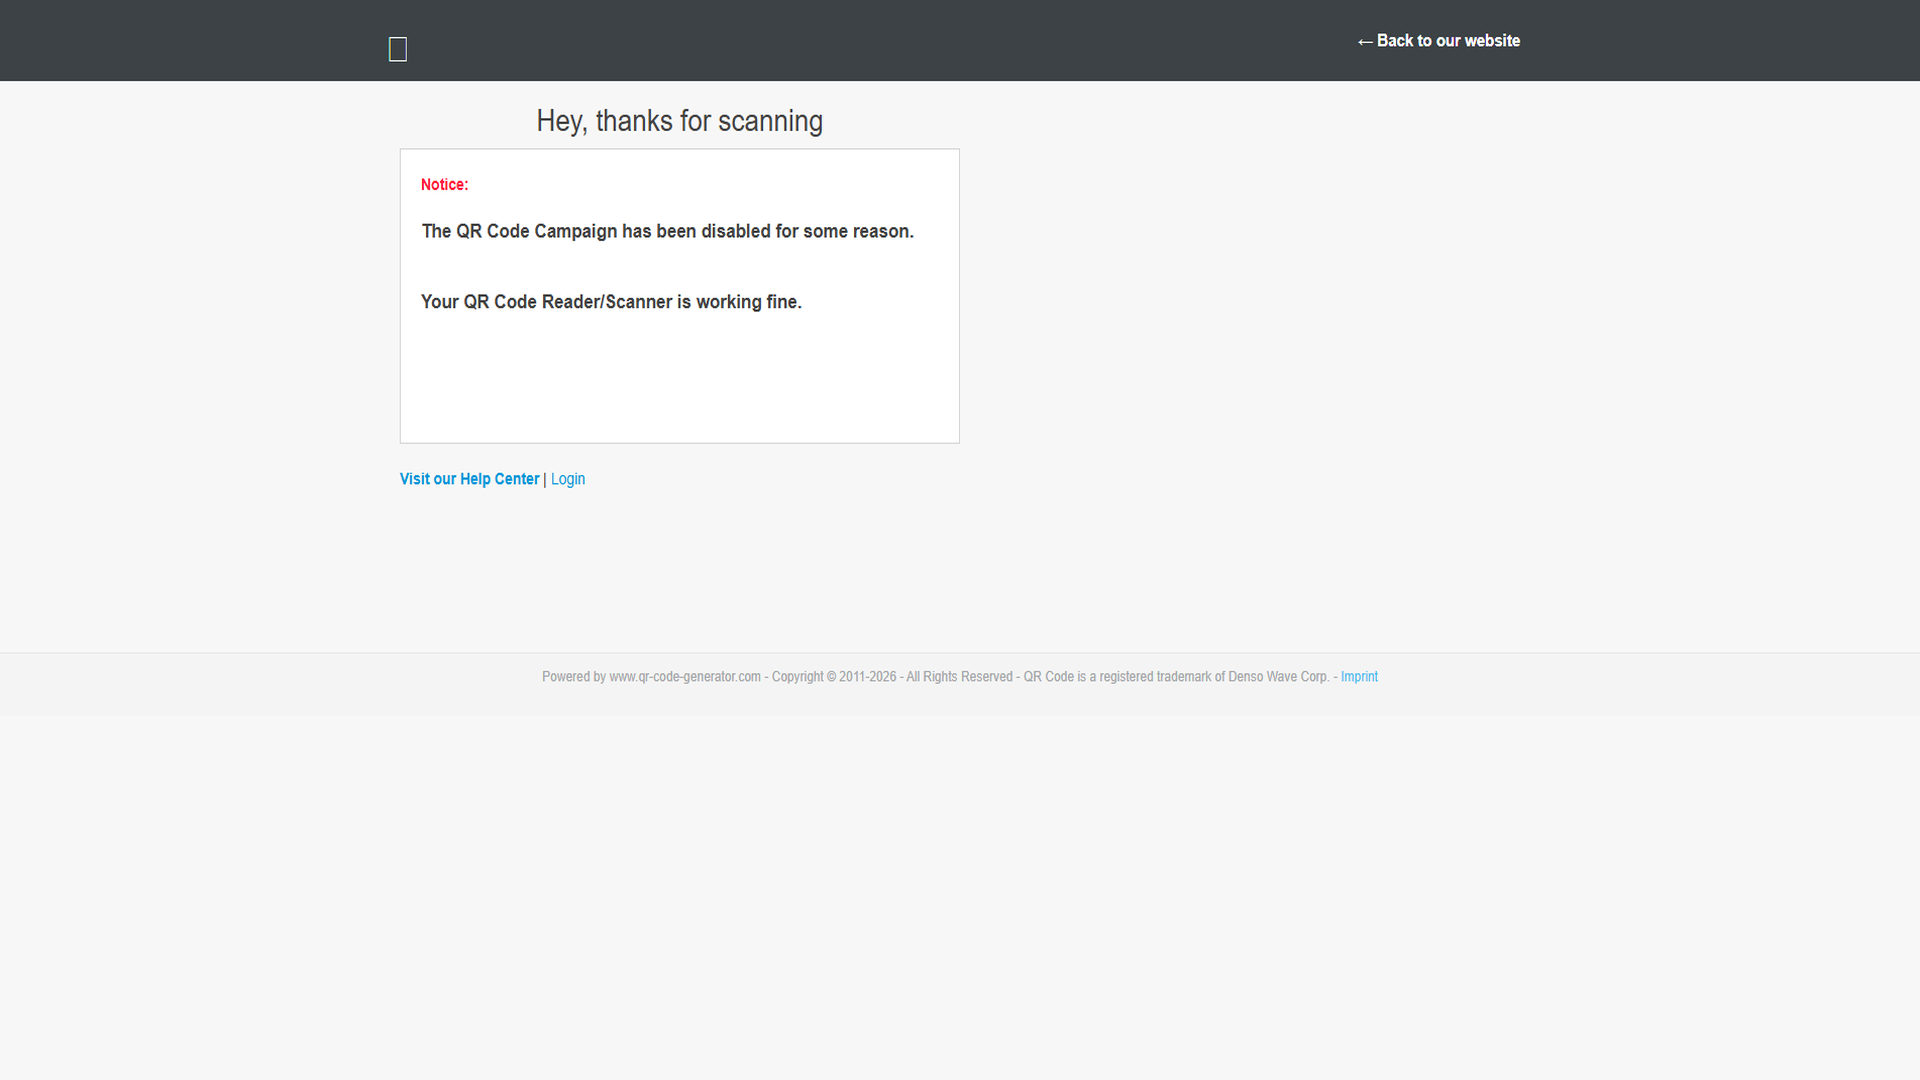 ← Back to our website
Hey, thanks for scanning
Notice:
The QR Code Campaign has been disabled for some reason.
Your QR Code Reader/Scanner is working fine.
Visit our Help Center | Login
Powered by www.qr-code-generator.com - Copyright © 2011-2026 - All Rights Reserved - QR Code is a registered trademark of Denso Wave Corp. - Imprint